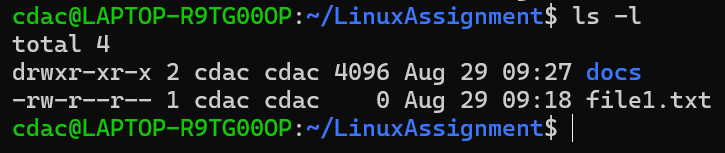 cdac@LAPTOP-R9TG00OP:~/LinuxAssignment$ ls -l
total 4
drwxr-xr-x 2 cdac cdac 4096 Aug 29 09:27 docs
-rw-r--r-- 1 cdac cdac    0 Aug 29 09:18 file1.txt
cdac@LAPTOP-R9TG00OP:~/LinuxAssignment$